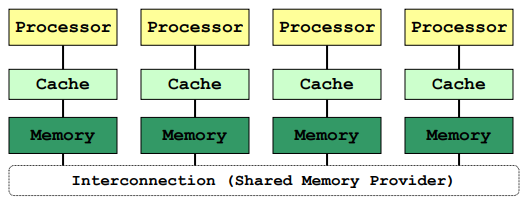 Processor Processor Processor Processor
Cache Cache Cache Cache
Memory Memory Memory Memory
Interconnection (Shared Memory Provider)